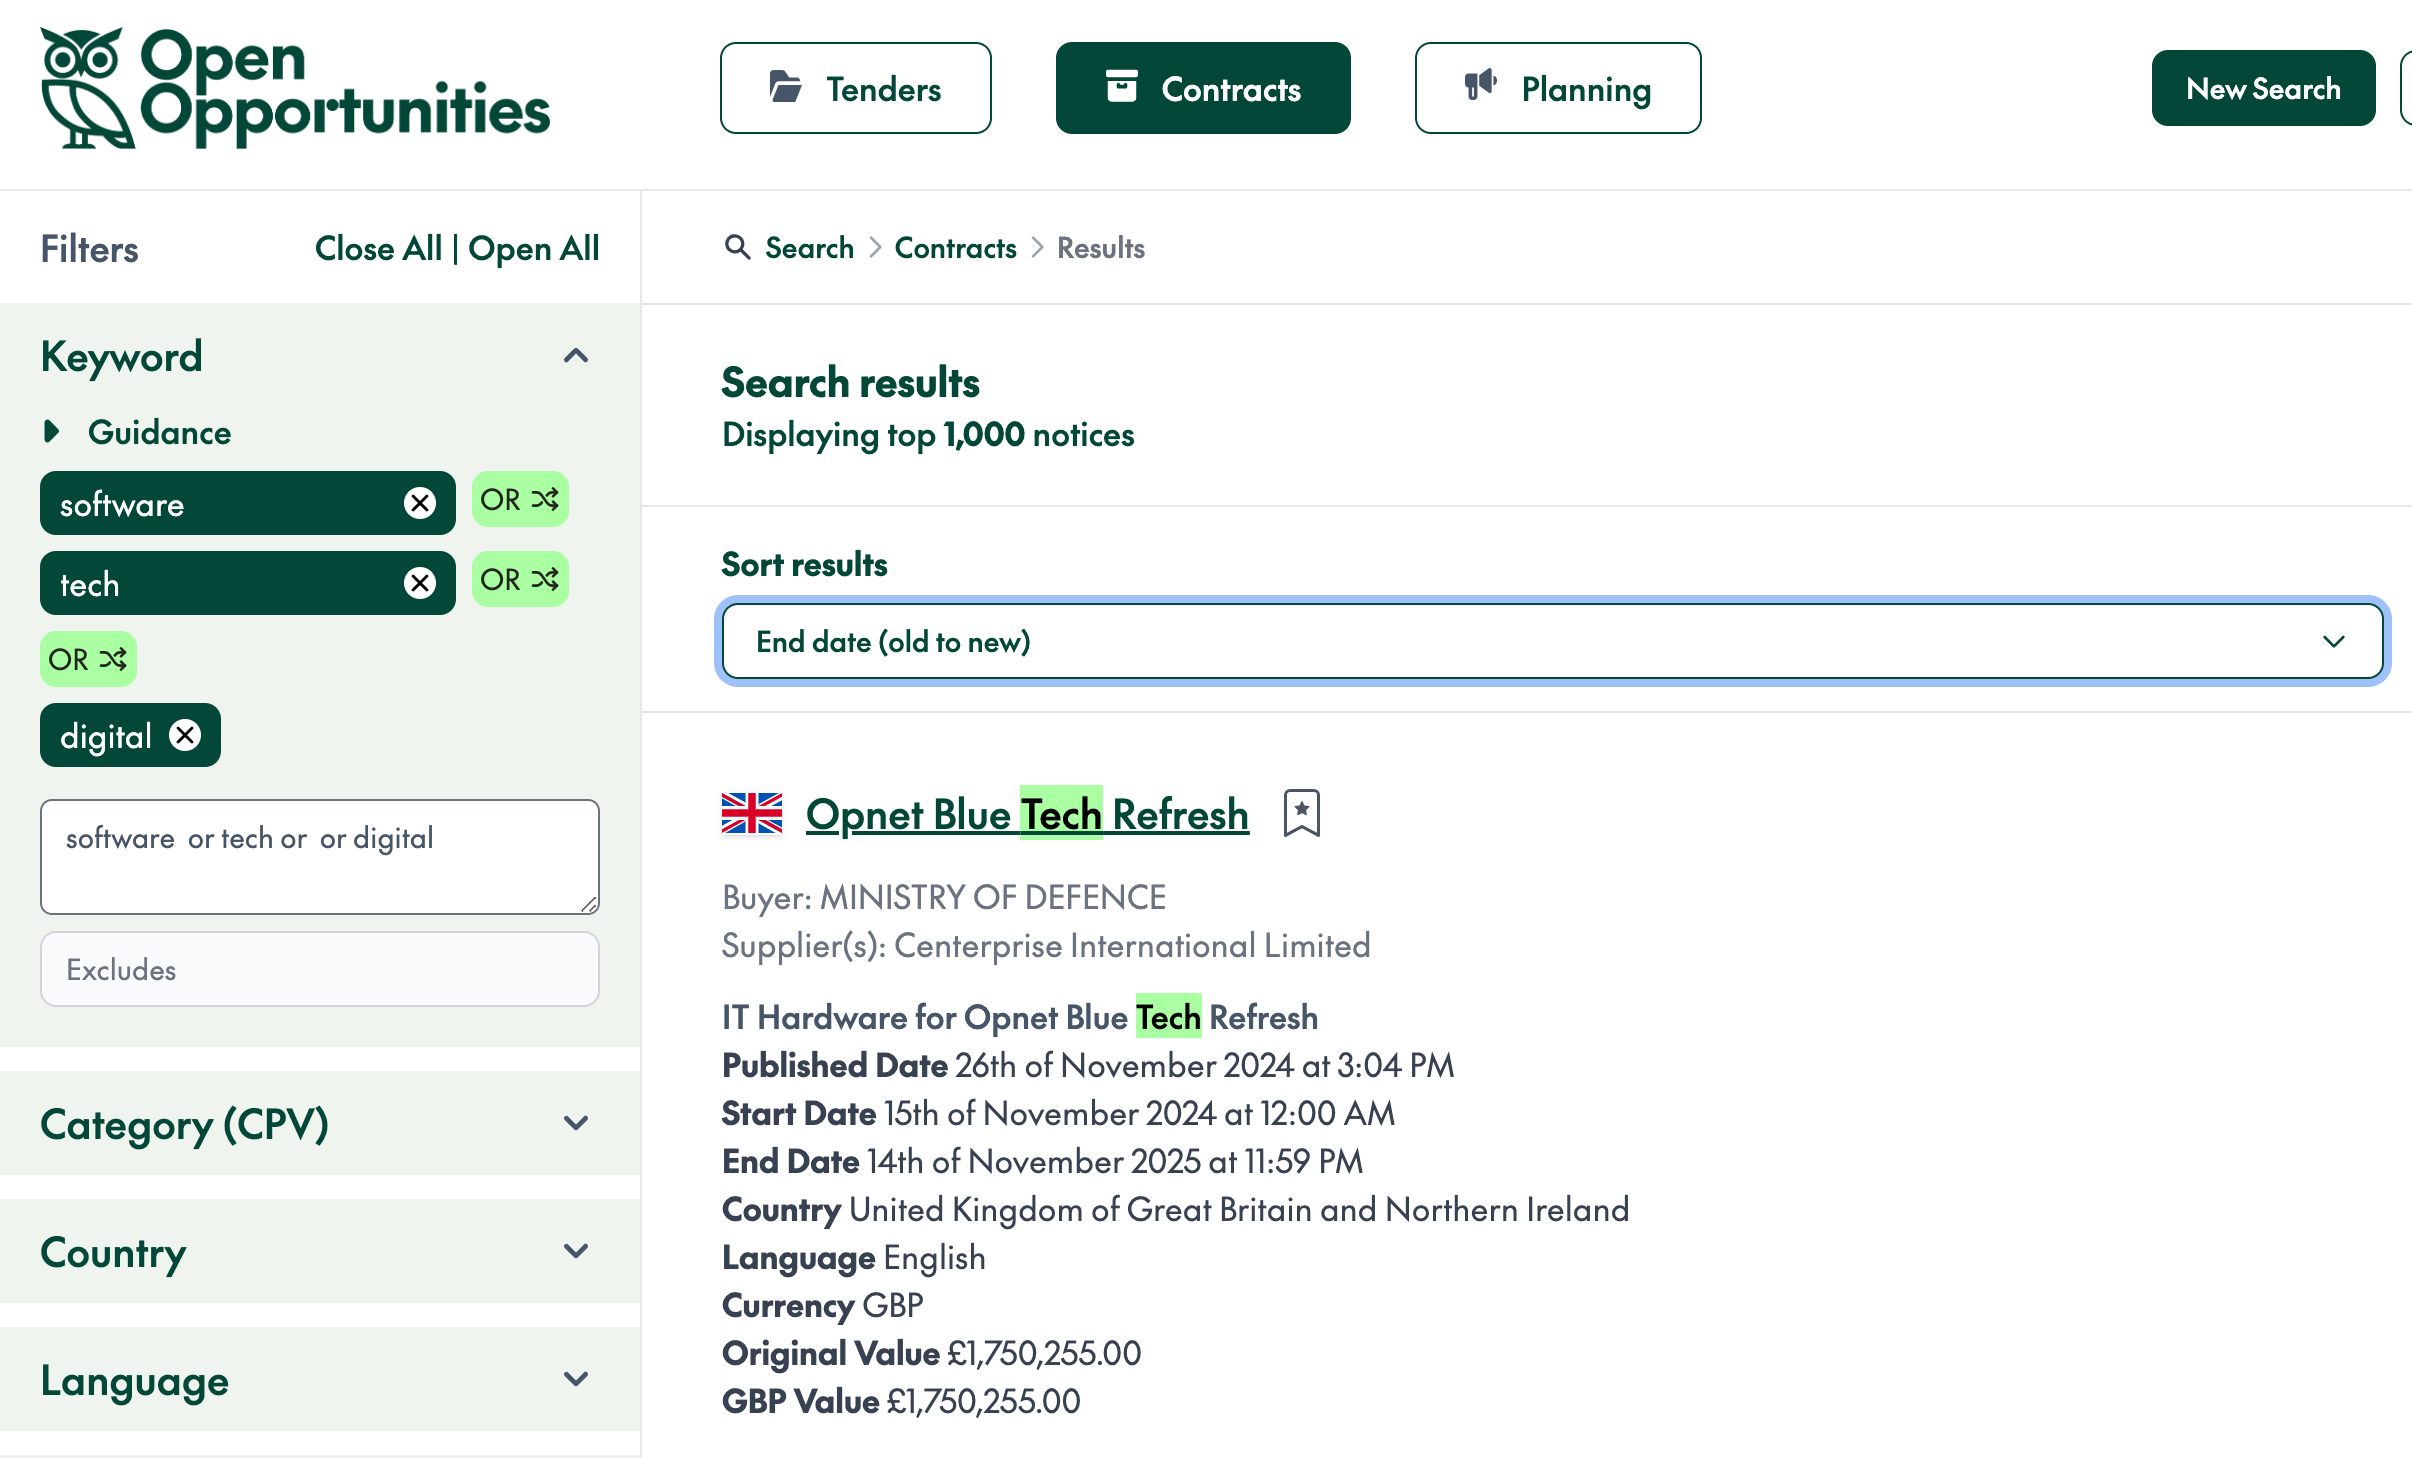 Open
Opportunities
Tenders
Contracts
Planning
New Search
Filters
Close All | Open All
Search > Contracts > Results
Keyword
Guidance
software
OR
tech
OR
OR
digital
software  or tech or  or digital
Excludes
Category (CPV)
Country
Language
Search results
Displaying top 1,000 notices
Sort results
End date (old to new)
Opnet Blue Tech Refresh
Buyer: MINISTRY OF DEFENCE
Supplier(s): Centerprise International Limited
IT Hardware for Opnet Blue Tech Refresh
Published Date 26th of November 2024 at 3:04 PM
Start Date 15th of November 2024 at 12:00 AM
End Date 14th of November 2025 at 11:59 PM
Country United Kingdom of Great Britain and Northern Ireland
Language English
Currency GBP
Original Value £1,750,255.00
GBP Value £1,750,255.00